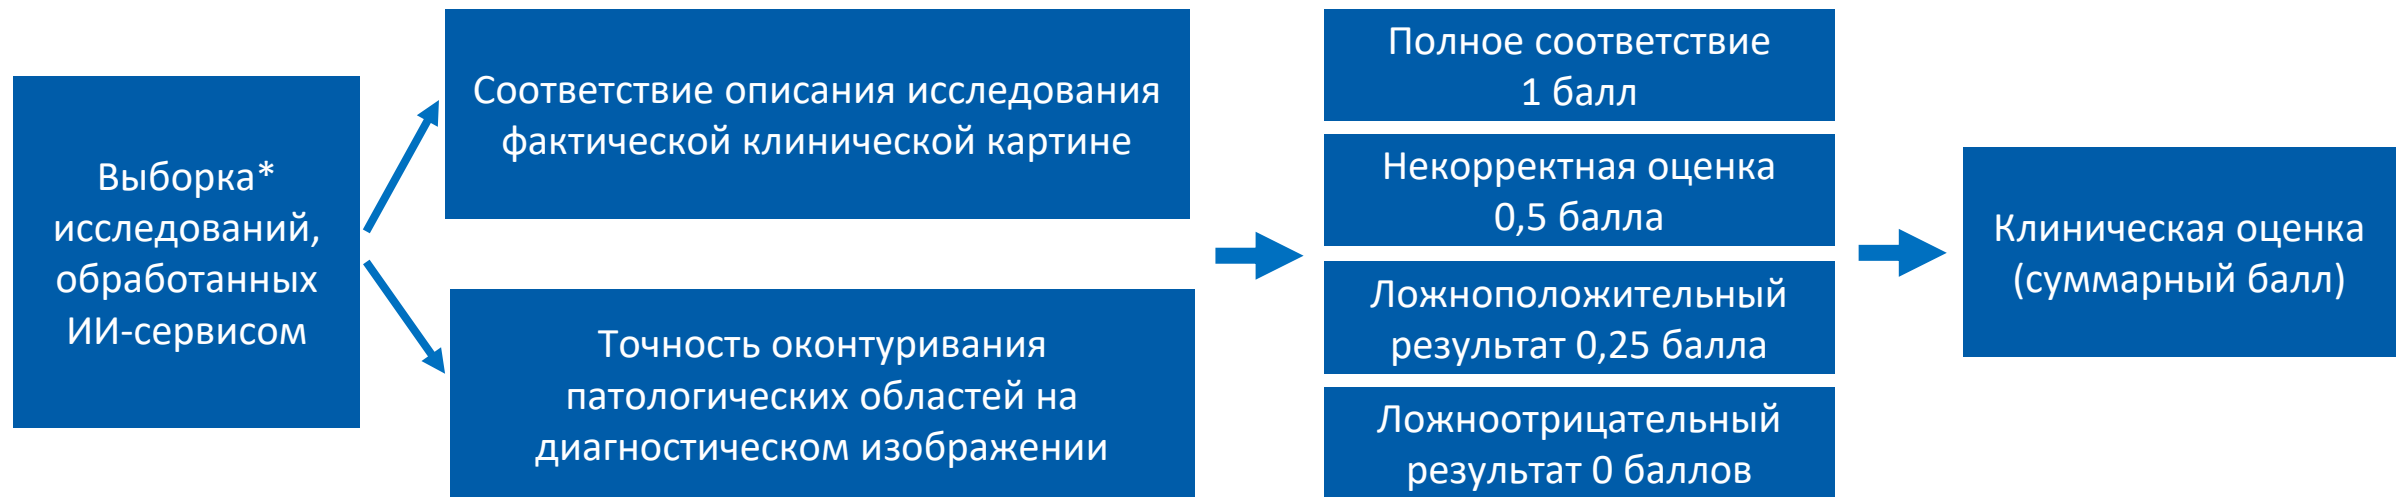 Выборка*
исследований,
обработанных
ИИ-сервисом
Соответствие описания исследования
фактической клинической картине
Точность оконтуривания
патологических областей на
диагностическом изображении
Полное соответствие
1 балл
Некорректная оценка
0,5 балла
Ложноположительный
результат 0,25 балла
Ложноотрицательный
результат 0 баллов
Клиническая оценка
(суммарный балл)